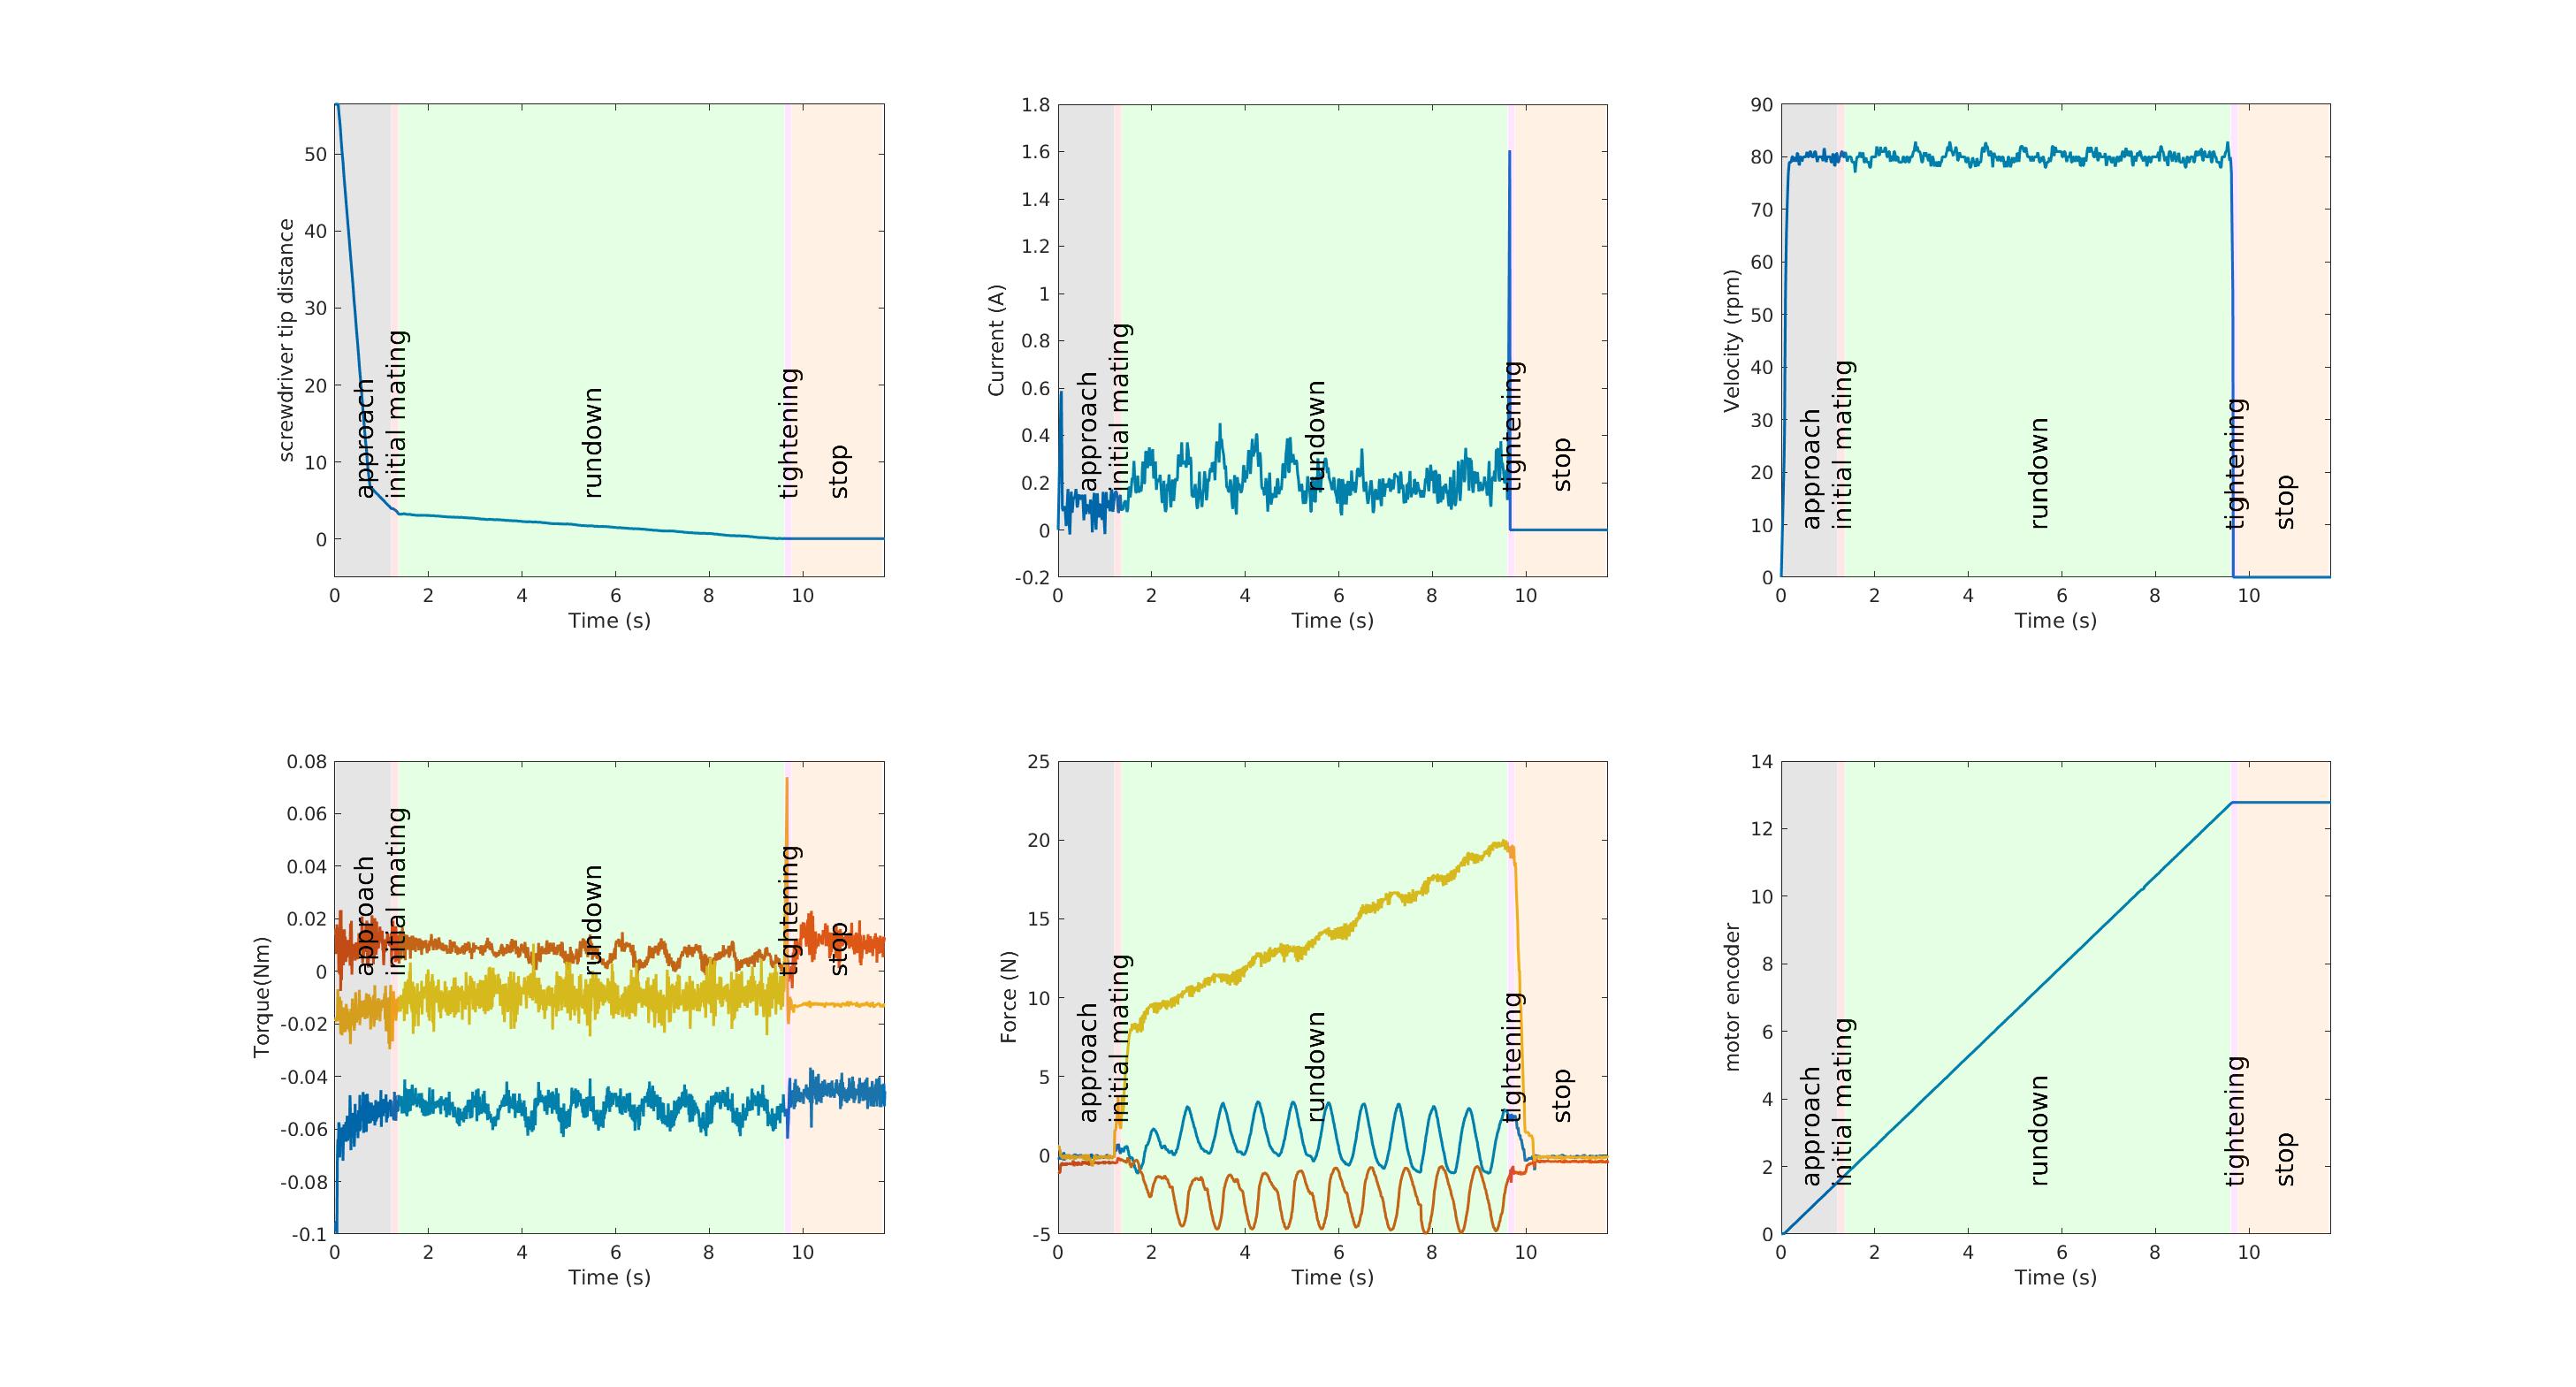 screwdriver tip distance
50
40
30
20
10
0
approach
initial mating
rundown
tightening
stop
0 2 4 6 8 10
Time (s)
Current (A)
1.8
1.6
1.4
1.2
1
0.8
0.6
0.4
0.2
0
-0.2
approach
initial mating
rundown
tightening
stop
0 2 4 6 8 10
Time (s)
Velocity (rpm)
90
80
70
60
50
40
30
20
10
0
approach
initial mating
rundown
tightening
stop
0 2 4 6 8 10
Time (s)
Torque(Nm)
0.08
0.06
0.04
0.02
0
-0.02
-0.04
-0.06
-0.08
-0.1
approach
initial mating
rundown
tightening
stop
0 2 4 6 8 10
Time (s)
Force (N)
25
20
15
10
5
0
-5
approach
initial mating
rundown
tightening
stop
0 2 4 6 8 10
Time (s)
motor encoder
14
12
10
8
6
4
2
0
approach
initial mating
rundown
tightening
stop
0 2 4 6 8 10
Time (s)